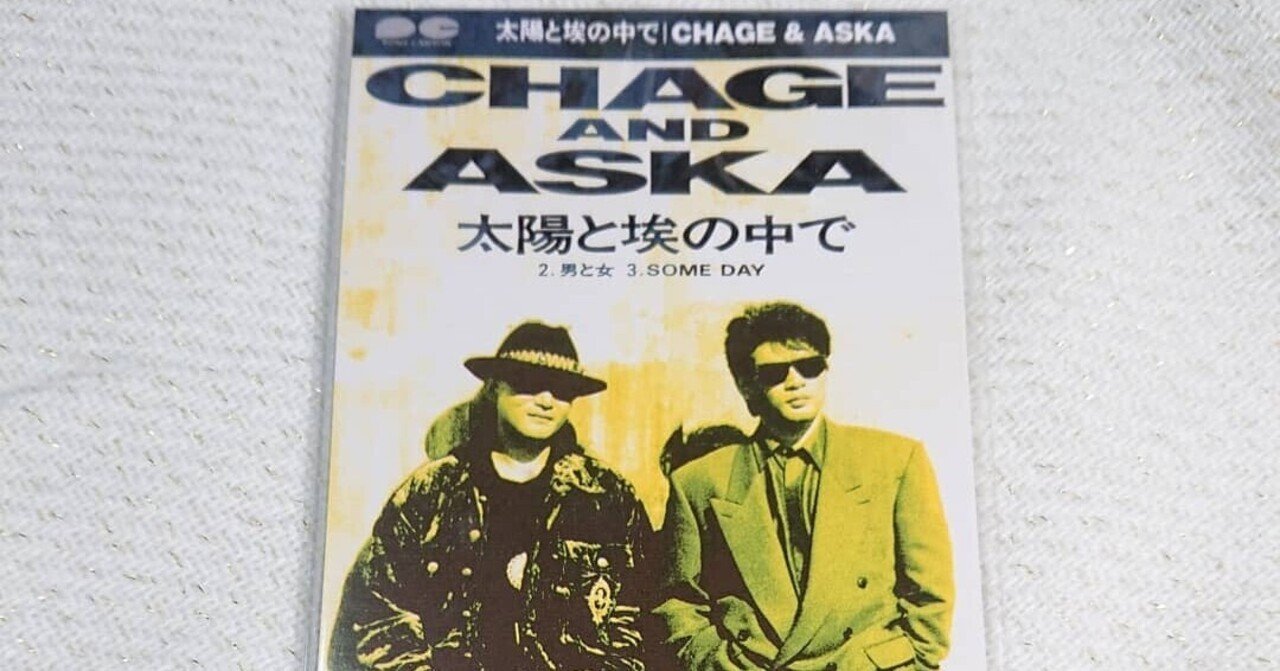 太陽と埃の中で|CHAGE & ASKA
CHAGE
AND
ASKA
太陽と埃の中で
2. 男と女 3. SOME DAY